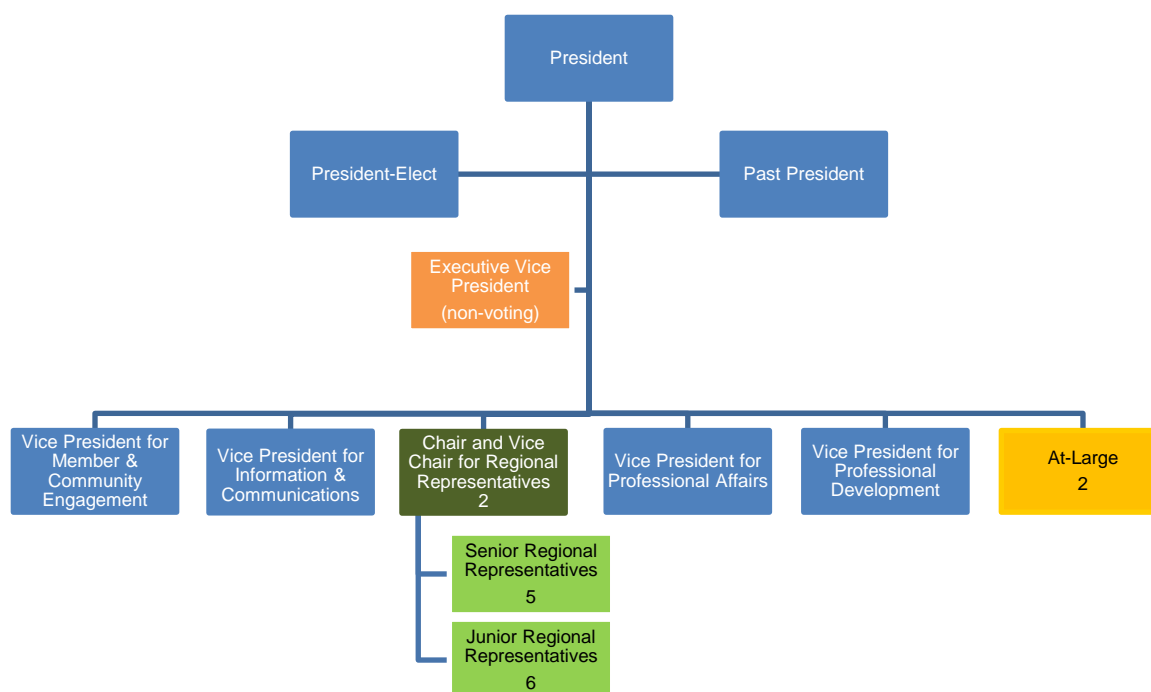 President
President-Elect
Past President
Executive Vice
President
(non-voting)
Vice President for
Member &
Community
Engagement
Vice President for
Information &
Communications
Chair and Vice
Chair for Regional
Representatives
2
Vice President for
Professional Affairs
Vice President for
Professional
Development
At-Large
2
Senior Regional
Representatives
5
Junior Regional
Representatives
6